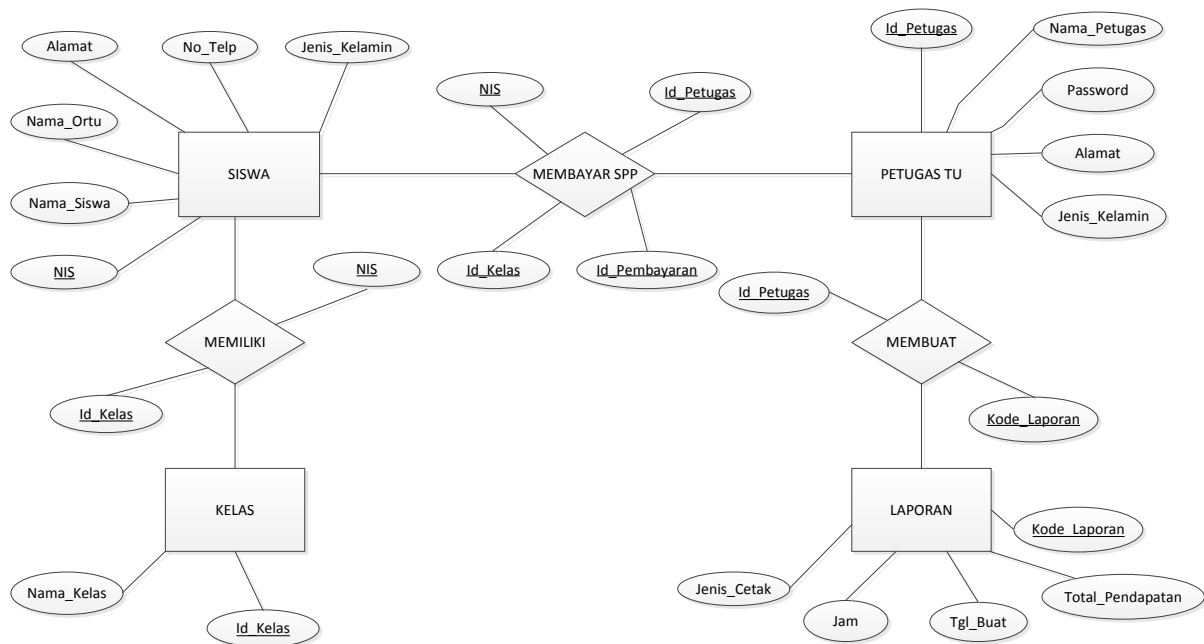 Alamat
No_Telp
Jenis_Kelamin
Id_Petugas
Nama_Petugas
NIS
Id_Petugas
Password
Nama_Ortu
SISWA
MEMBAYAR SPP
PETUGAS TU
Alamat
Nama_Siswa
Jenis_Kelamin
NIS
NIS
Id_Kelas
Id_Pembayaran
Id_Petugas
MEMILIKI
MEMBUAT
Id_Kelas
Kode_Laporan
KELAS
LAPORAN
Kode_Laporan
Nama_Kelas
Jenis_Cetak
Total_Pendapatan
Id_Kelas
Jam
Tgl_Buat